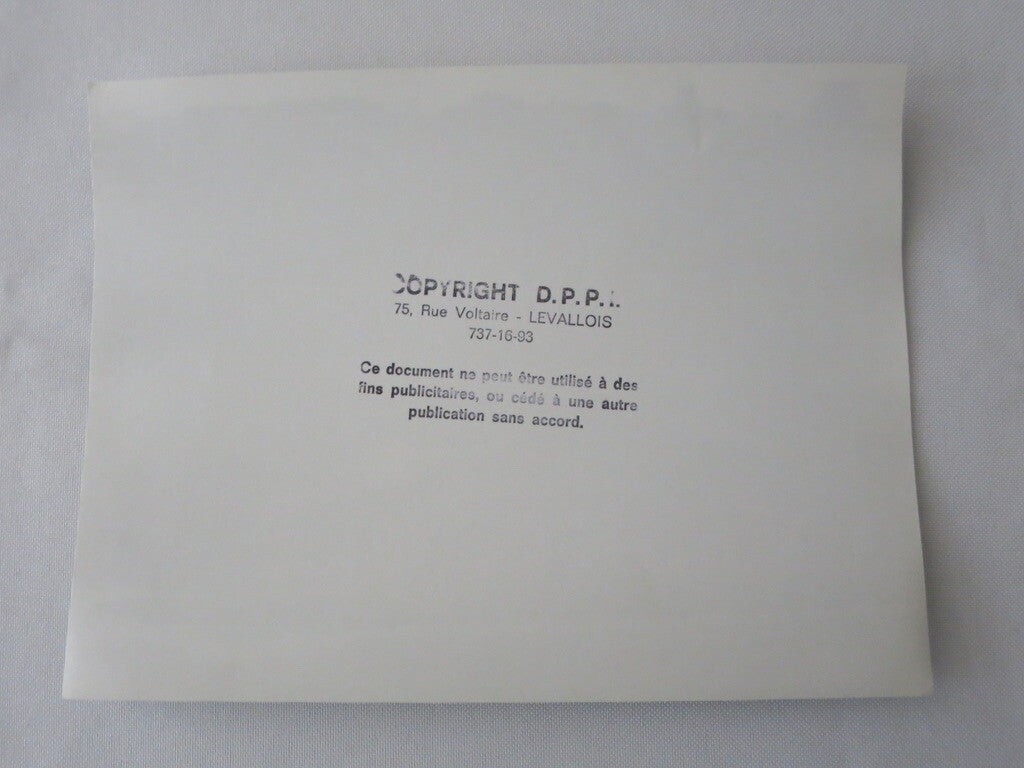 COPYRIGHT D.P.P.I.
75, Rue Voltaire - LEVALLOIS
737-16-93
Ce document ne peut être utilisé à des
fins publicitaires, ou cédé à une autre
publication sans accord.